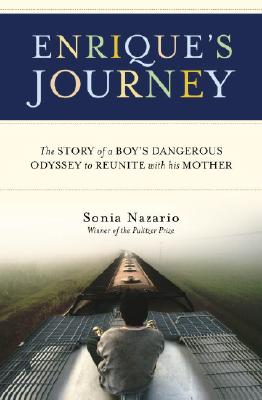 ENRIQUE'S
JOURNEY
The STORY of a BOY'S DANGEROUS
ODYSSEY to REUNITE with his MOTHER
Sonia Nazario
Winner of the Pulitzer Prize